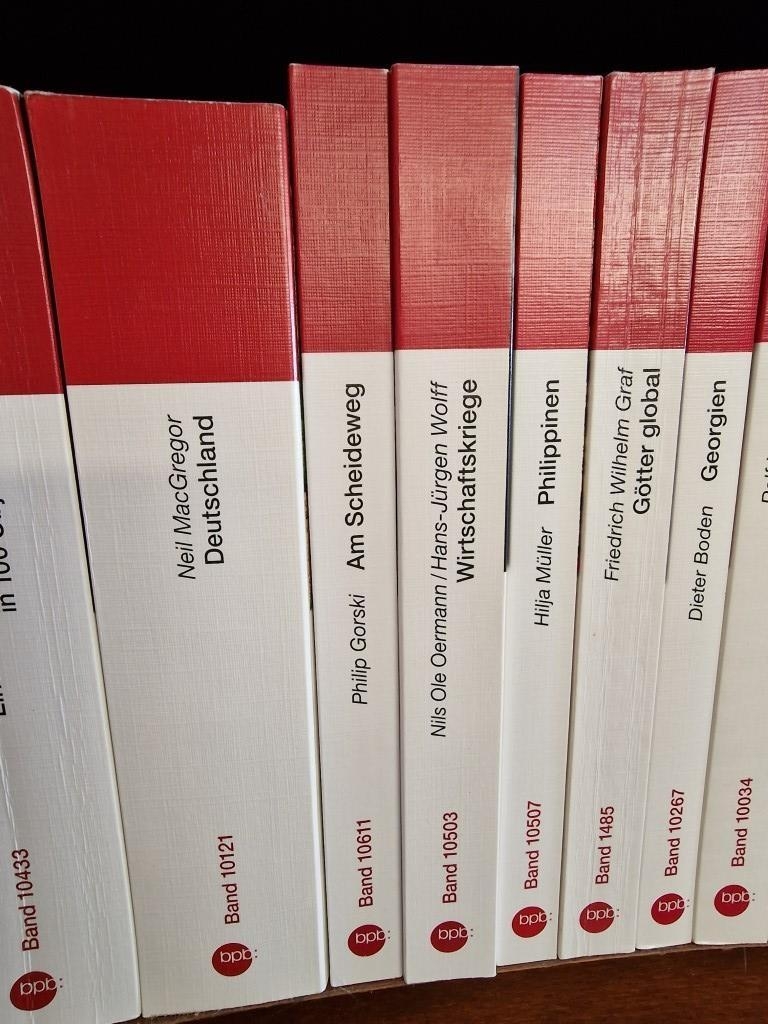 in 100
Band 10433
bpb:
Neil MacGregor
Deutschland
Band 10121
bpb:
Philip Gorski Am Scheideweg
Band 10611
bpb:
Nils Ole Oermann / Hans-Jürgen Wolff
Wirtschaftskriege
Band 10503
bpb:
Hilja Müller Philippinen
Band 10507
bpb:
Friedrich Wilhelm Graf
Götter global
Band 1485
bpb:
Dieter Boden Georgien
Band 10267
bpb:
Band 10034
bpb: